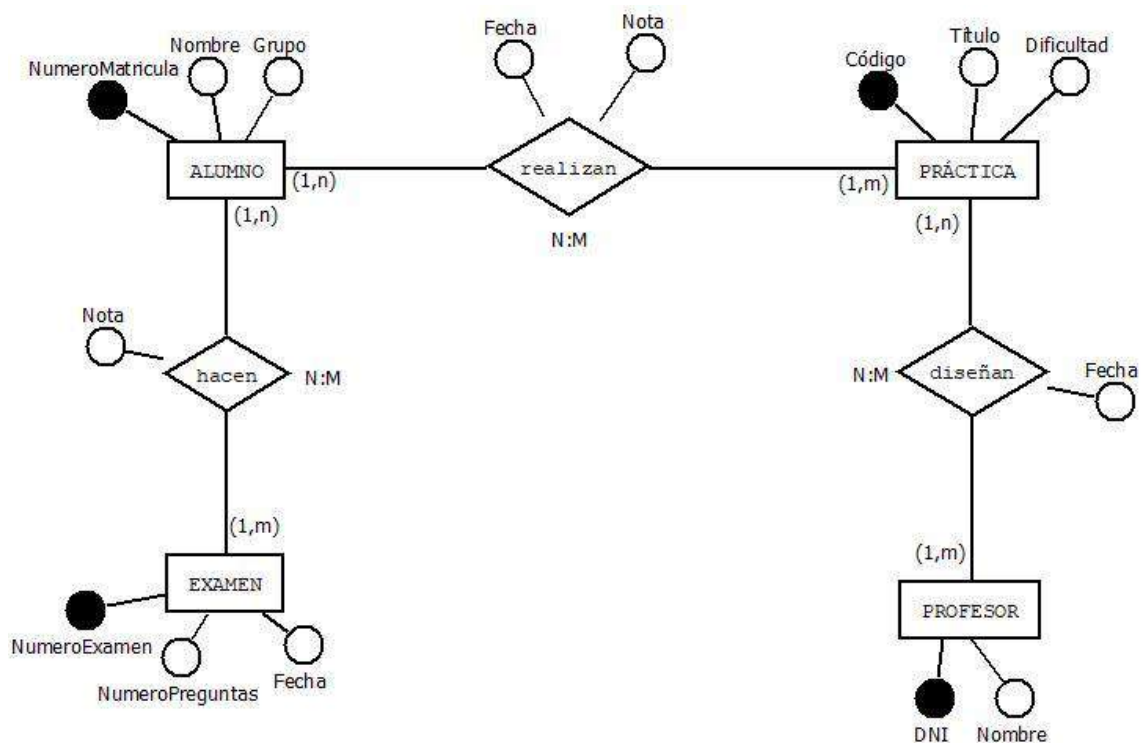 Nombre
Grupo
NumeroMatricula
Fecha
Nota
Título
Código
Dificultad
ALUMNO
(1,n)
(1,n)
realizan
N:M
(1,m)
PRÁCTICA
(1,n)
Nota
hacen
N:M
N:M
diseñan
Fecha
(1,m)
EXAMEN
NumeroExamen
NumeroPreguntas
Fecha
(1,m)
PROFESOR
DNI
Nombre